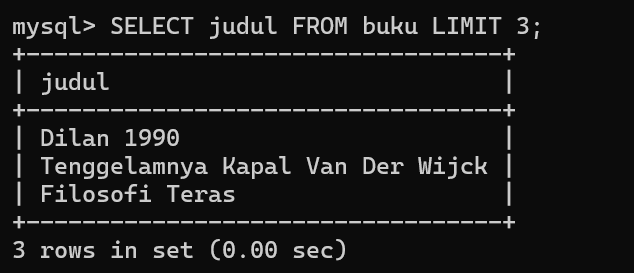 mysql> SELECT judul FROM buku LIMIT 3;
+----------------------------------+
| judul                            |
+----------------------------------+
| Dilan 1990                       |
| Tenggelamnya Kapal Van Der Wijck |
| Filosofi Teras                   |
+----------------------------------+
3 rows in set (0.00 sec)